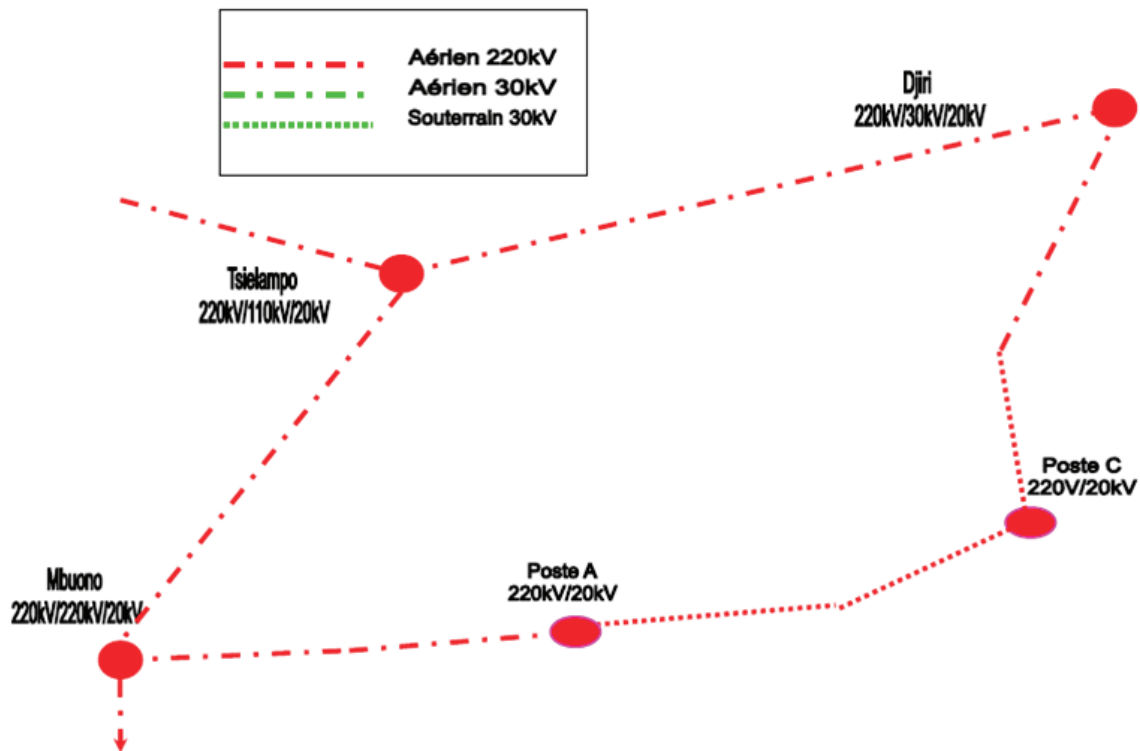 Aérien 220kV
Aérien 30kV
Souterrain 30kV
Djiri
220kV/30kV/20kV
Tsielampo
220kV/110kV/20kV
Poste C
220V/20kV
Mbuono
220kV/220kV/20kV
Poste A
220kV/20kV